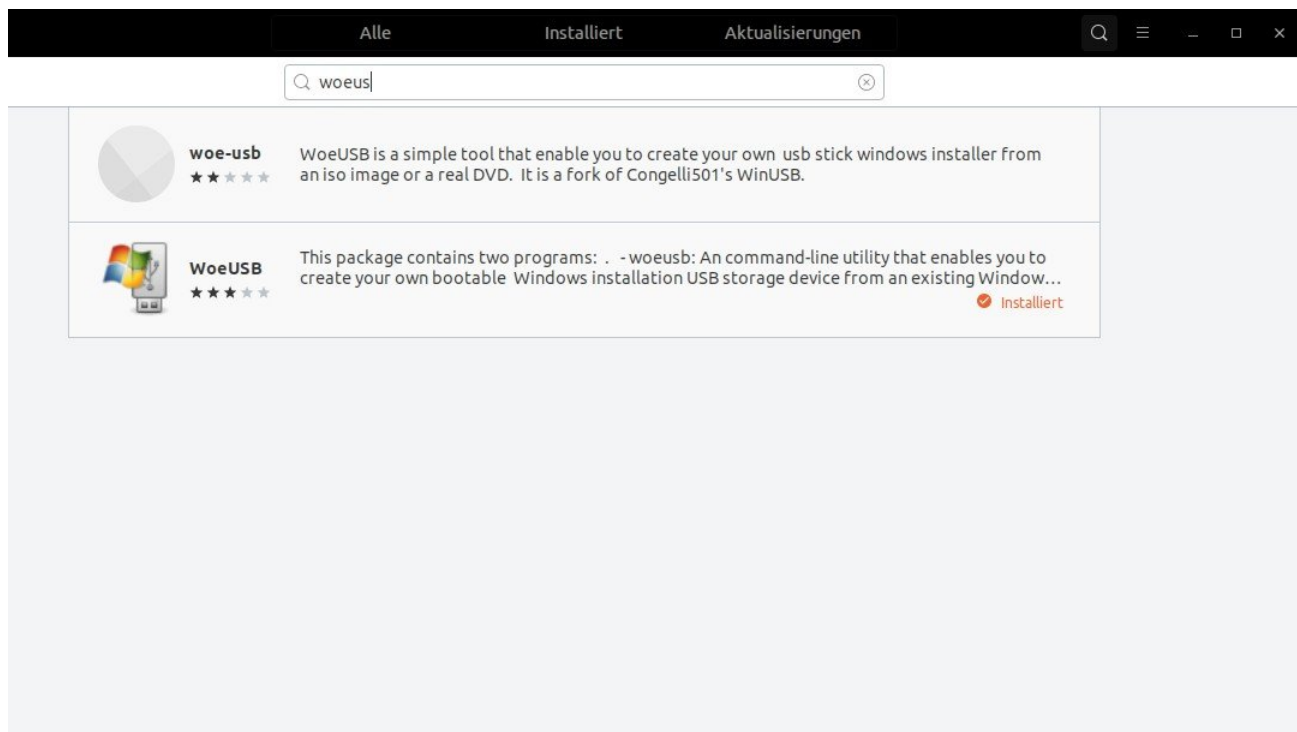 Alle Installiert Aktualisierungen
woeus
woe-usb
WoeUSB is a simple tool that enable you to create your own usb stick windows installer from
an iso image or a real DVD. It is a fork of Congelli501's WinUSB.
WoeUSB
This package contains two programs: . - woeusb: An command-line utility that enables you to
create your own bootable Windows installation USB storage device from an existing Window...
Installiert